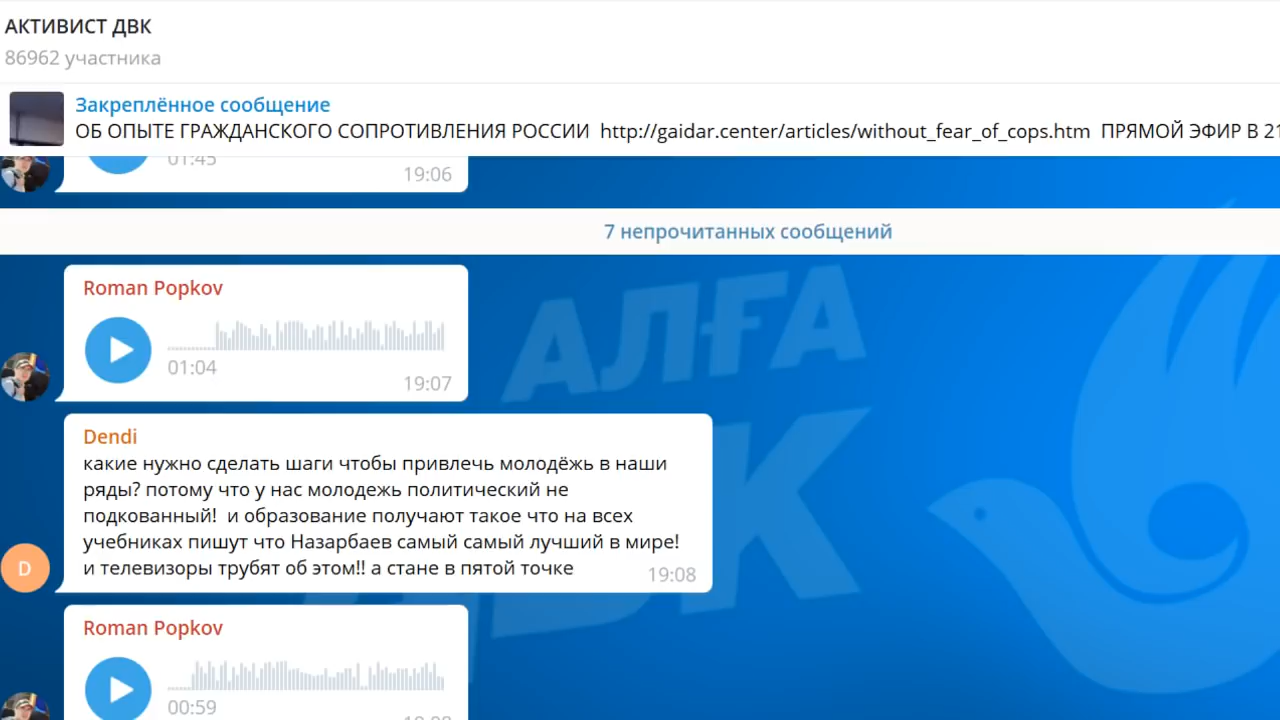 АКТИВИСТ ДВК
86962 участника
Закреплённое сообщение
ОБ ОПЫТЕ ГРАЖДАНСКОГО СОПРОТИВЛЕНИЯ РОССИИ http://gaidar.center/articles/without_fear_of_cops.htm ПРЯМОЙ ЭФИР В 21
01:45
19:06
7 непрочитанных сообщений
Roman Popkov
01:04
19:07
АЛҒА
ДВК
Dendi
какие нужно сделать шаги чтобы привлечь молодёжь в наши
ряды? потому что у нас молодежь политический не
подкованный! и образование получают такое что на всех
учебниках пишут что Назарбаев самый самый лучший в мире!
и телевизоры трубят об этом!! а стане в пятой точке
19:08
D
Roman Popkov
00:59